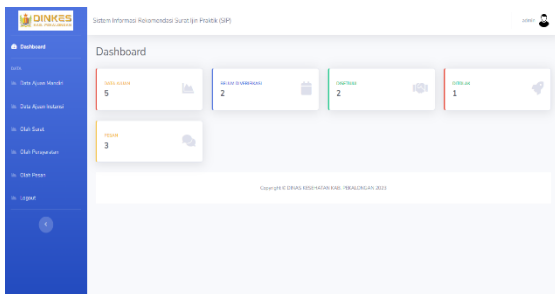 DINKES
KAB. PEKALONGAN
Sistem Informasi Rekomendasi Surat Ijin Praktik (SIP)
admin
Dashboard
DATA
Data Ajuan Mandiri
Data Ajuan Instansi
Olah Surat
Olah Persyaratan
Olah Pesan
Logout
Dashboard
DATA AJUAN
5
BELUM DIVERIFIKASI
2
DISETUJUI
2
DITOLAK
1
PESAN
3
Copyright © DINAS KESEHATAN KAB. PEKALONGAN 2023